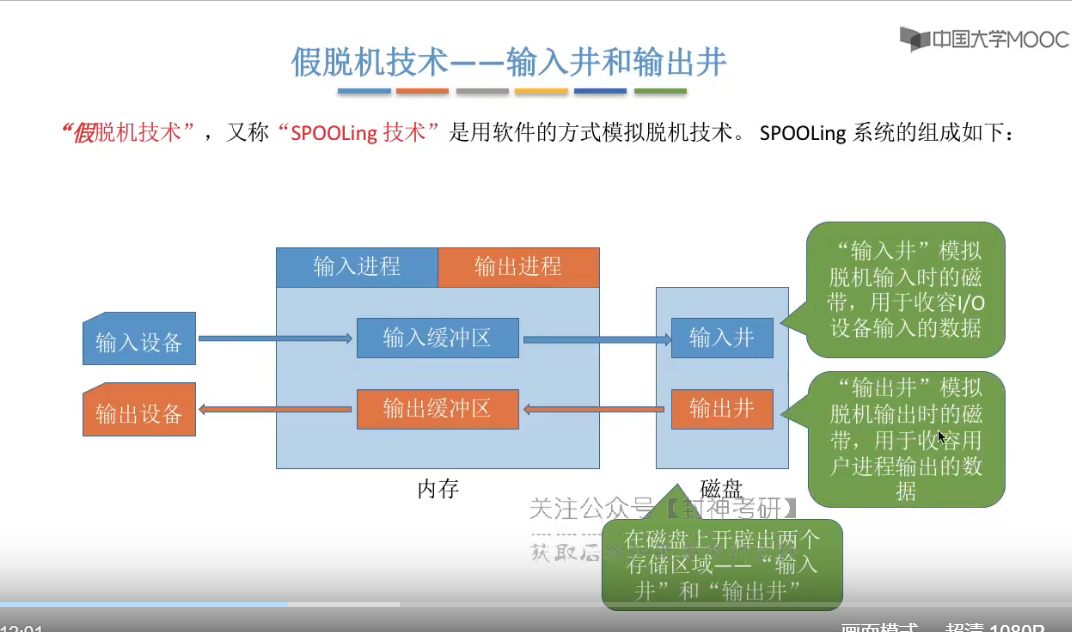 中国大学MOOC
假脱机技术——输入井和输出井
“假脱机技术”，又称“SPOOLing 技术”是用软件的方式模拟脱机技术。 SPOOLing 系统的组成如下：
输入进程
输出进程
“输入井”模拟
脱机输入时的磁
带，用于收容I/O
设备输入的数据
输入设备
输入缓冲区
输入井
输出设备
输出缓冲区
输出井
“输出井”模拟
脱机输出时的磁
带，用于收容用
户进程输出的数
据
内存
磁盘
关注公众号【封神考研】
获取后
在磁盘上开辟出两个
存储区域——“输入
井”和“输出井”
12:01
画面模式
超清 1080P